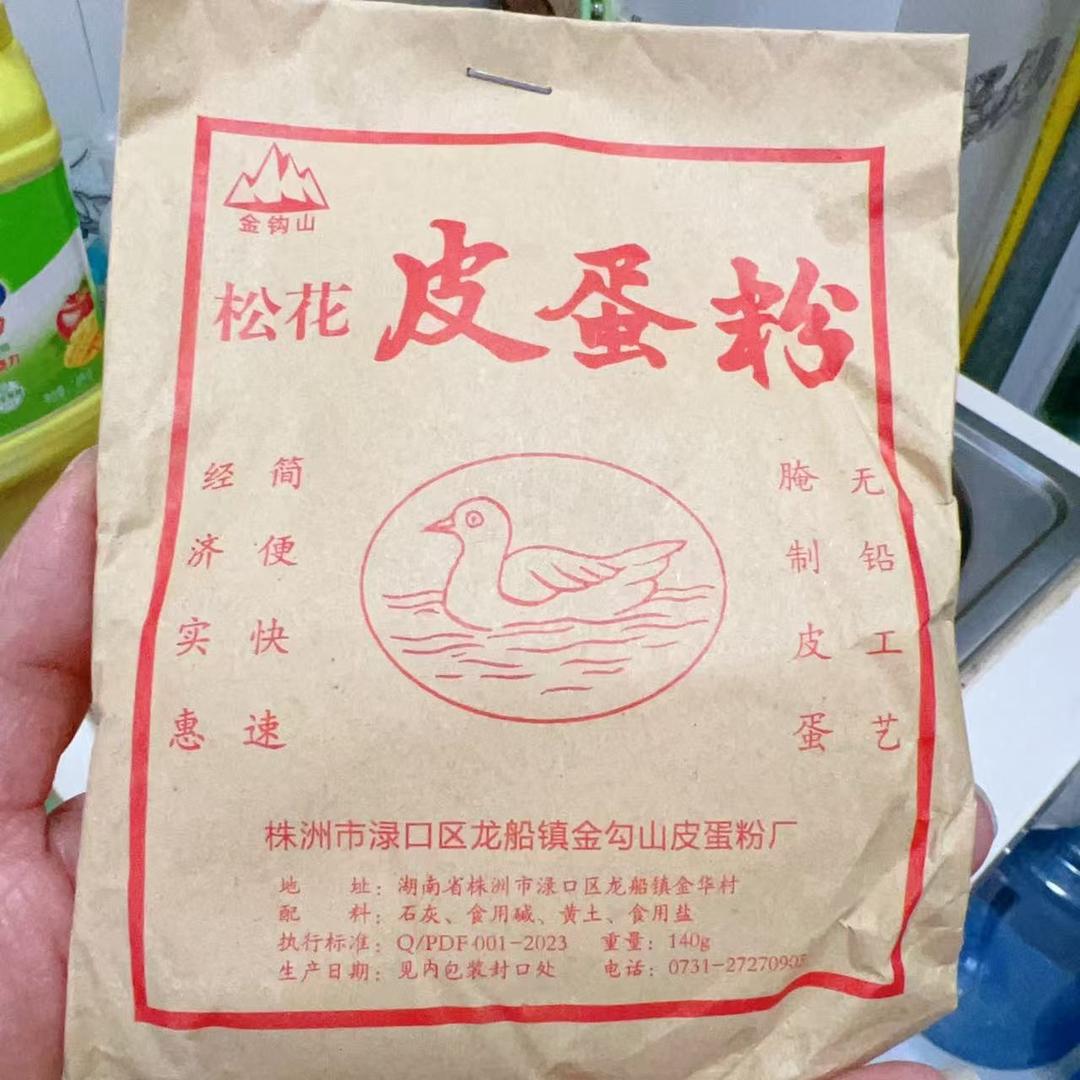 金钩山
松花皮蛋粉
无铅工艺
腌制皮蛋
简便快速
经济实惠
株洲市渌口区龙船镇金勾山皮蛋粉厂
地 址：湖南省株洲市渌口区龙船镇金华村
配 料：石灰、食用碱、黄土、食用盐
执行标准：Q/PDF 001-2023 重量：140g
生产日期：见内包装封口处 电话：0731-27270905